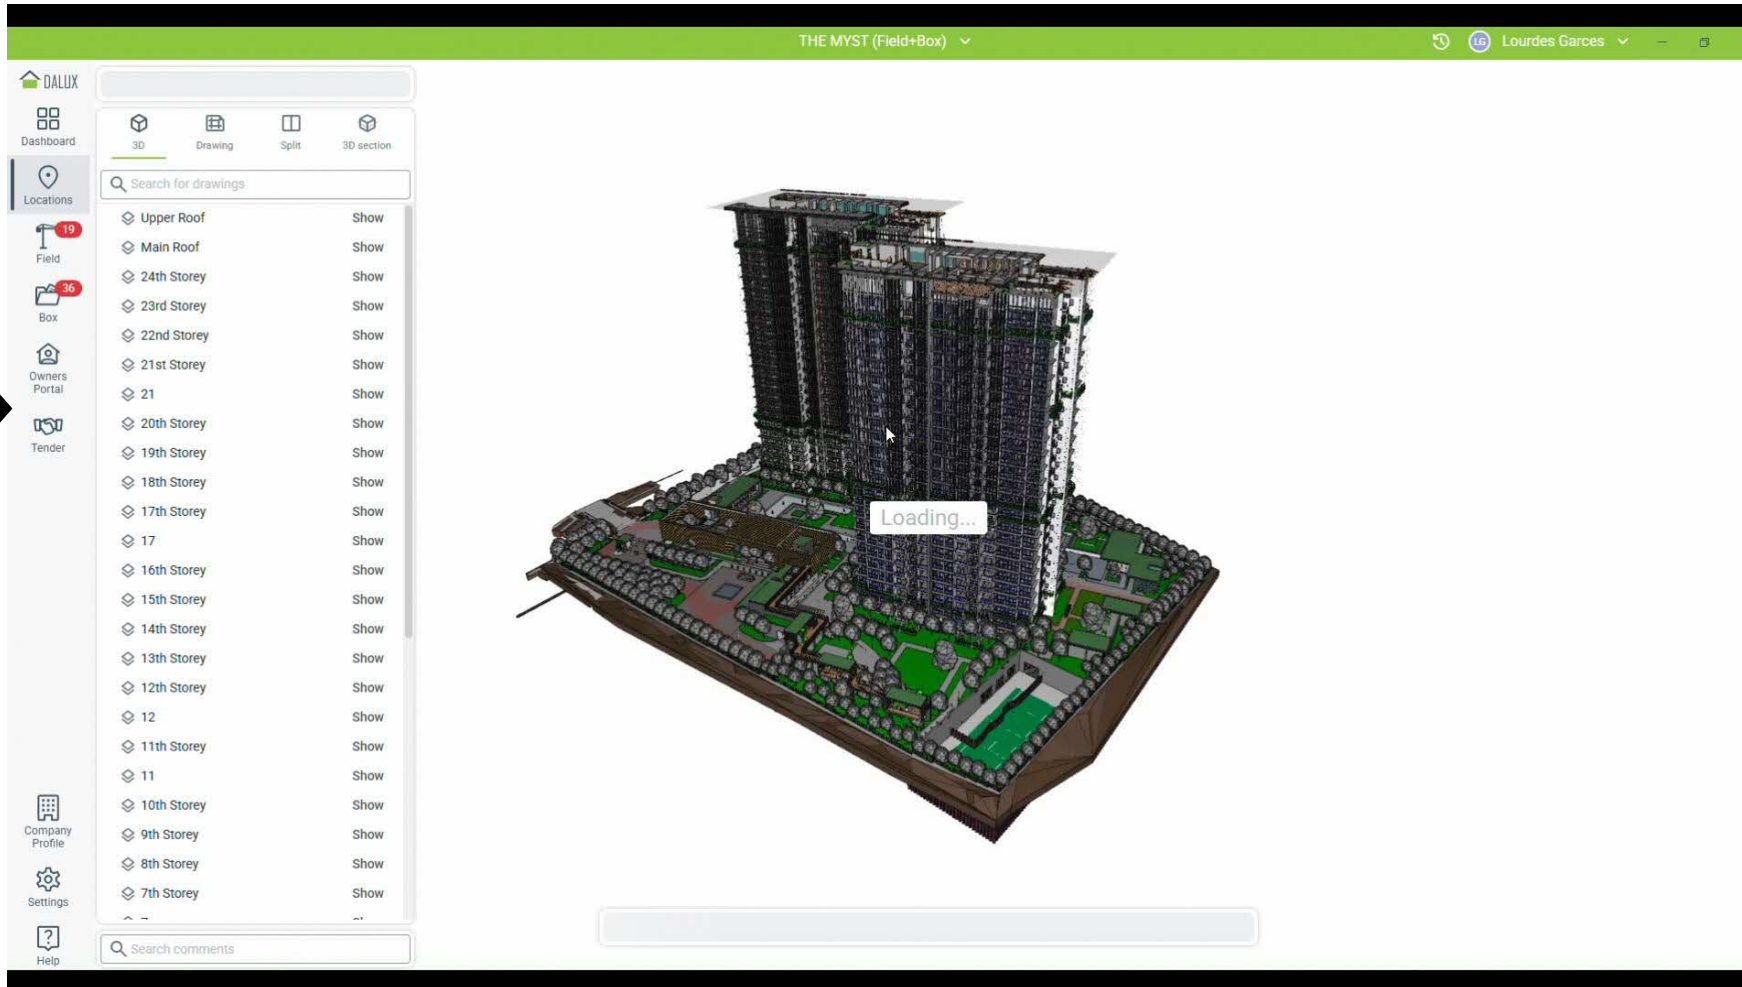 THE MYST (Field+Box)
LG
Lourdes Garces
DALUX
Dashboard
Locations
19
Field
36
Box
Owners
Portal
Tender
Company
Profile
Settings
Help
3D
Drawing
Split
3D section
Search for drawings
Upper Roof Show
Main Roof Show
24th Storey Show
23rd Storey Show
22nd Storey Show
21st Storey Show
21 Show
20th Storey Show
19th Storey Show
18th Storey Show
17th Storey Show
17 Show
16th Storey Show
15th Storey Show
14th Storey Show
13th Storey Show
12th Storey Show
12 Show
11th Storey Show
11 Show
10th Storey Show
9th Storey Show
8th Storey Show
7th Storey Show
Search comments
Loading...